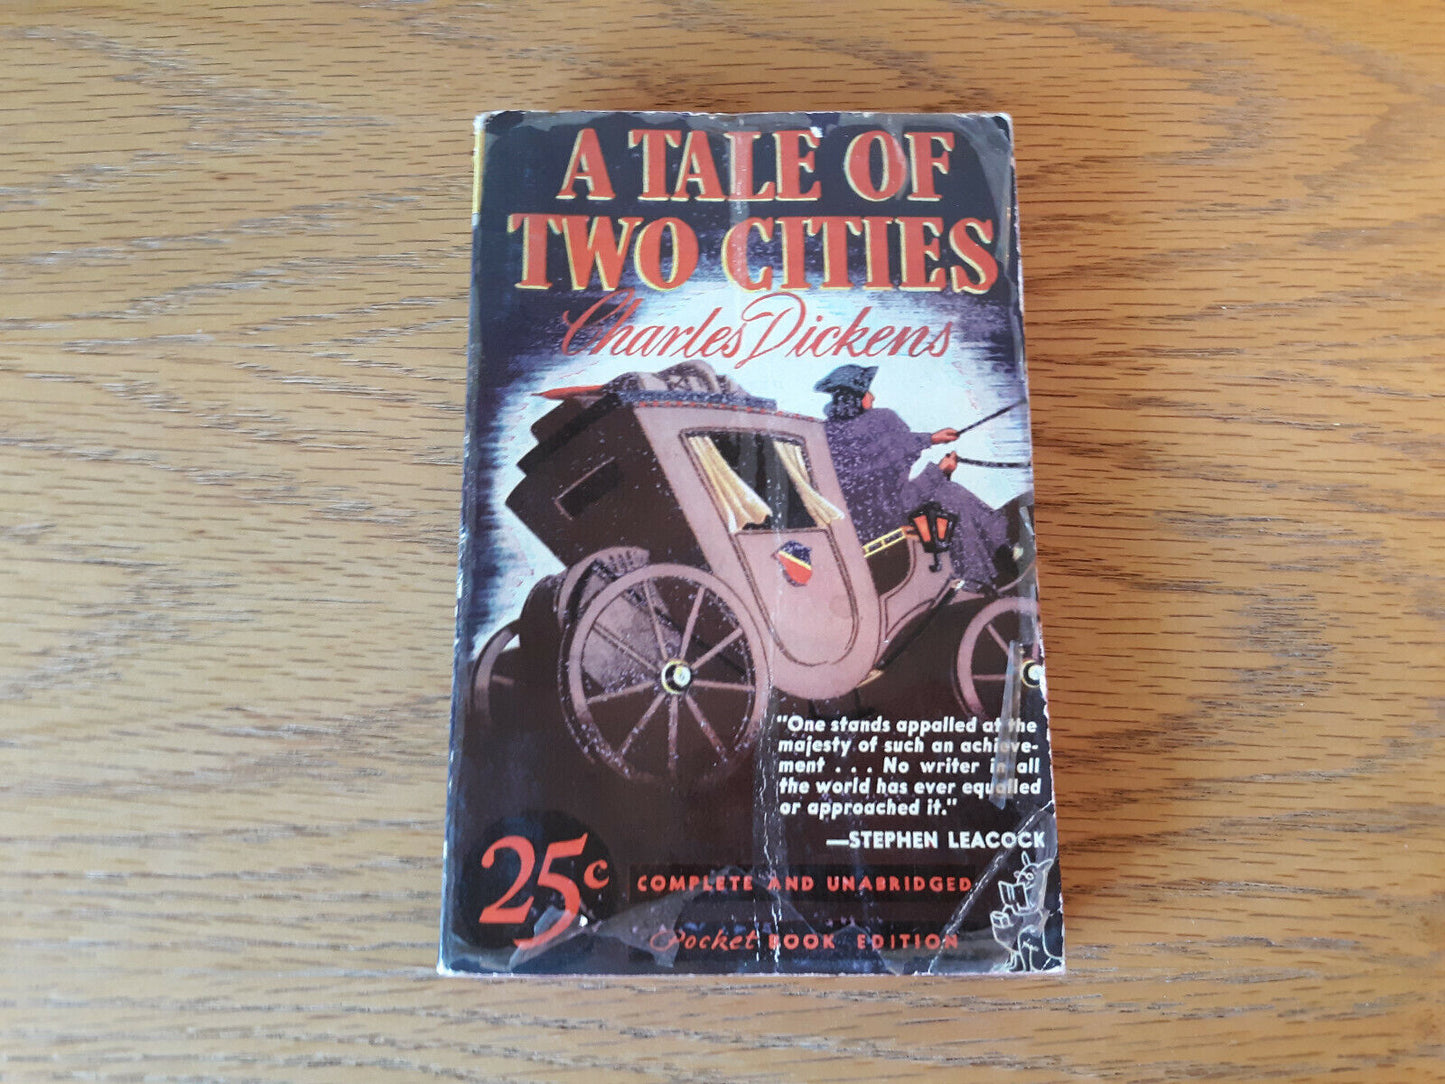 A TALE OF
TWO CITIES
Charles Dickens
"One stands appalled at the
majesty of such an achieve-
ment . . . No writer in all
the world has ever equalled
or approached it."
—STEPHEN LEACOCK
25c
COMPLETE AND UNABRIDGED
Pocket BOOK EDITION